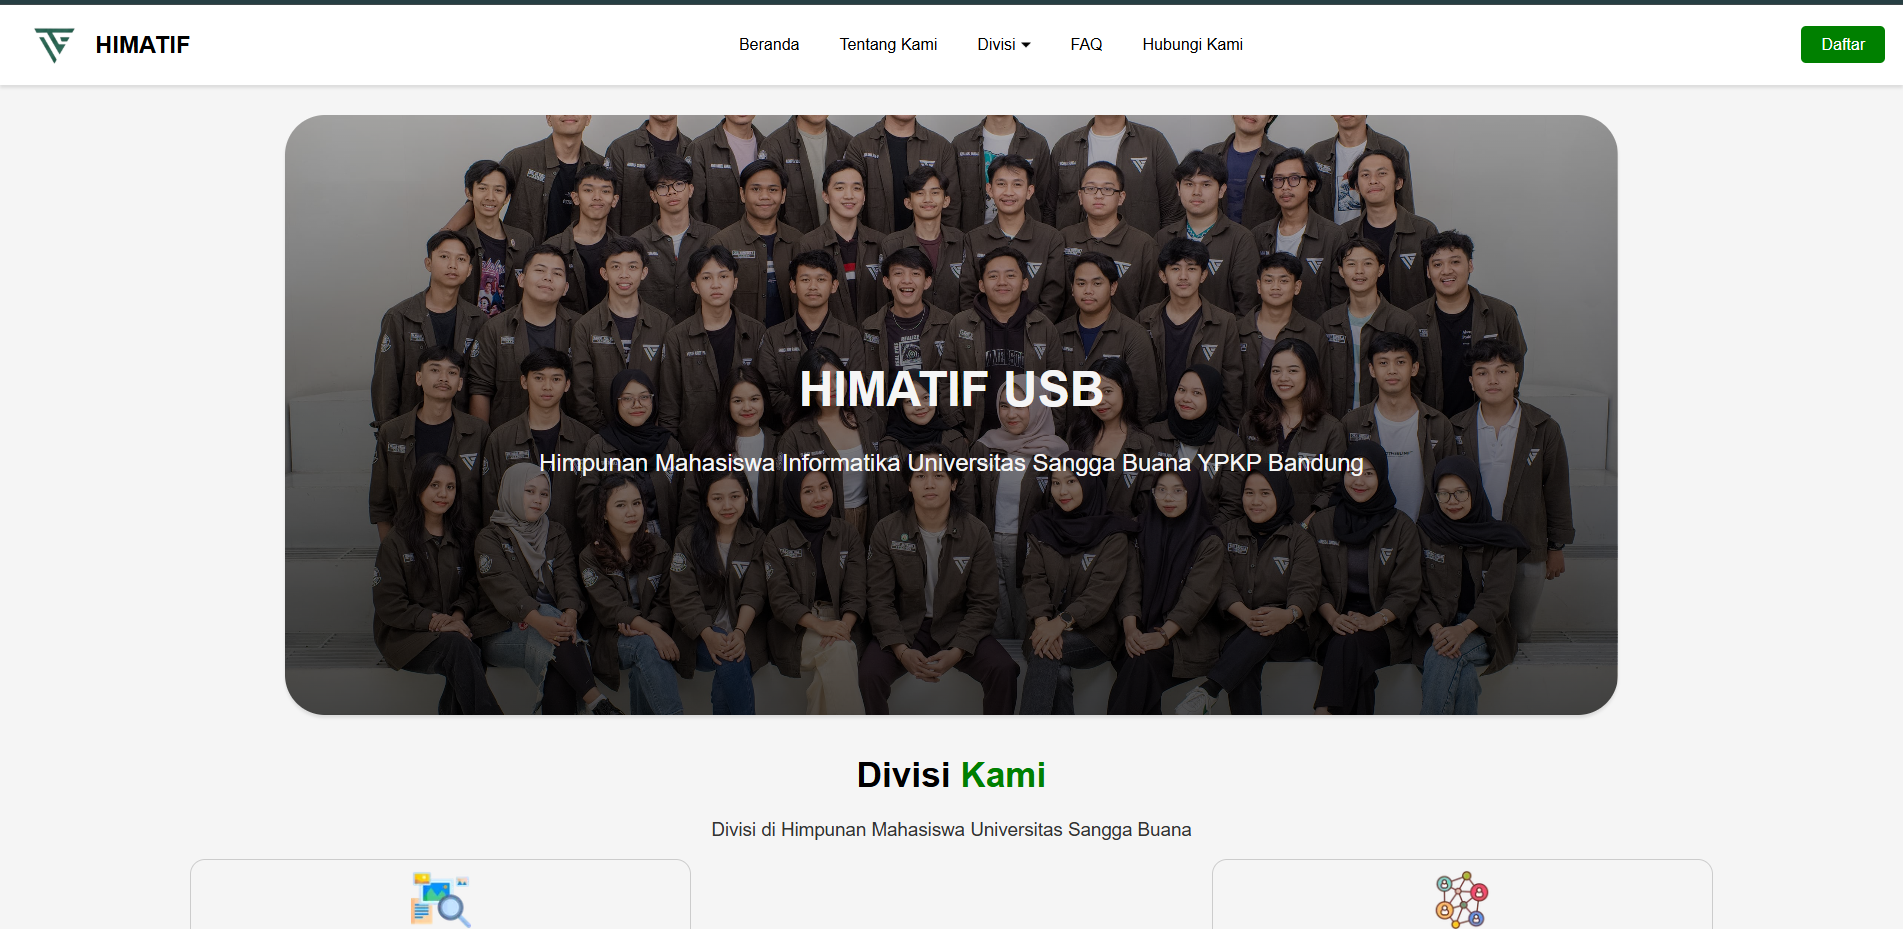 HIMATIF
Beranda
Tentang Kami
Divisi
FAQ
Hubungi Kami
Daftar
HIMATIF USB
Himpunan Mahasiswa Informatika Universitas Sangga Buana YPKP Bandung
Divisi Kami
Divisi di Himpunan Mahasiswa Universitas Sangga Buana